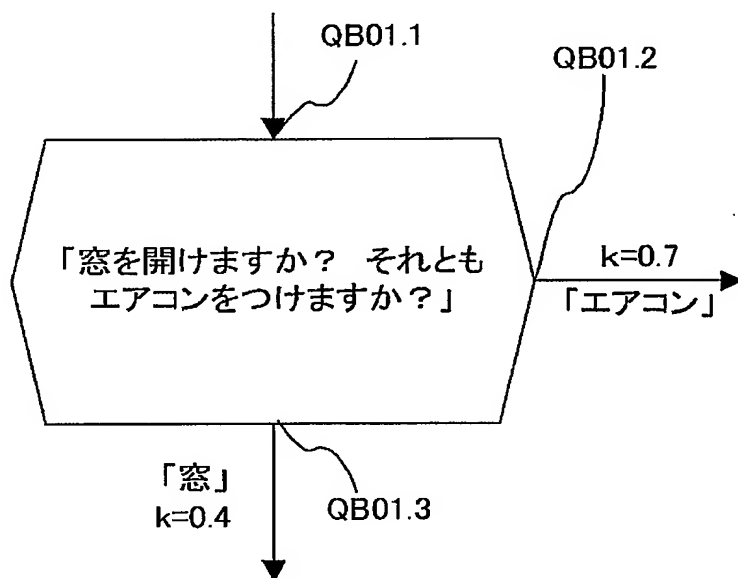 QB01.1
QB01.2
「窓を開けますか？ それとも
エアコンをつけますか？」
k=0.7
「エアコン」
「窓」
k=0.4
QB01.3